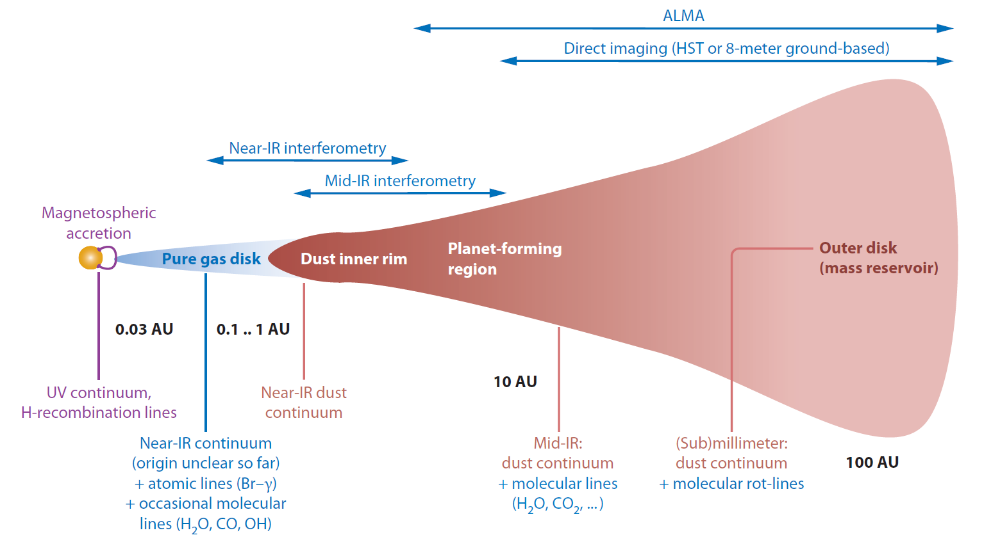 ALMA
Direct imaging (HST or 8-meter ground-based)
Near-IR interferometry
Mid-IR interferometry
Magnetospheric
accretion
Pure gas disk
Dust inner rim
Planet-forming
region
Outer disk
(mass reservoir)
0.03 AU
0.1 .. 1 AU
10 AU
100 AU
UV continuum,
H-recombination lines
Near-IR dust
continuum
Near-IR continuum
(origin unclear so far)
+ atomic lines (Br–γ)
+ occasional molecular
lines (H₂O, CO, OH)
Mid-IR:
dust continuum
+ molecular lines
(H₂O, CO₂, ...)
(Sub)millimeter:
dust continuum
+ molecular rot-lines